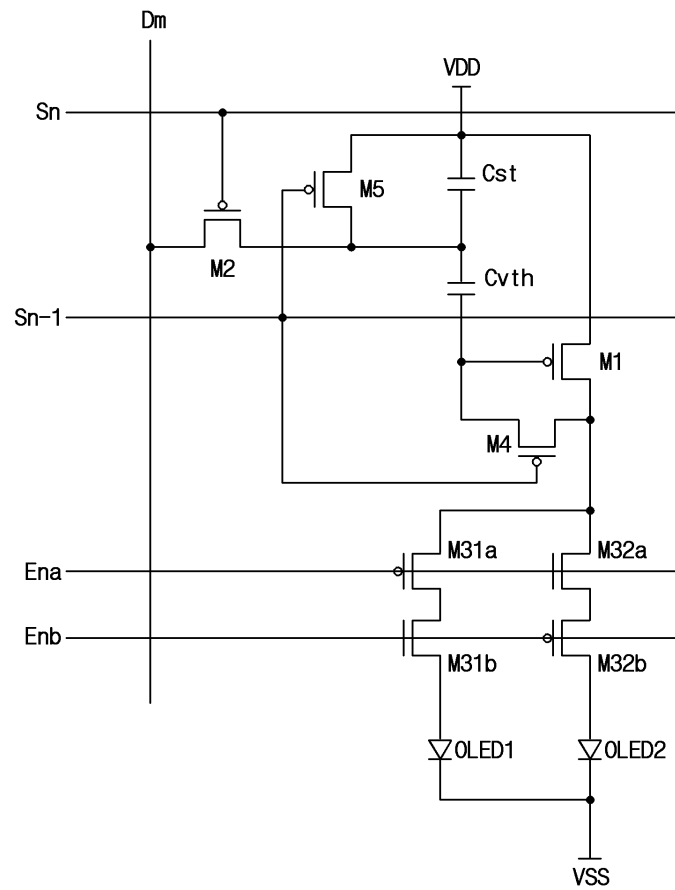 Dm
VDD
Sn
Cst
M5
M2
Cvth
Sn-1
M1
M4
M31a
M32a
Ena
Enb
M31b
M32b
OLED1
OLED2
VSS